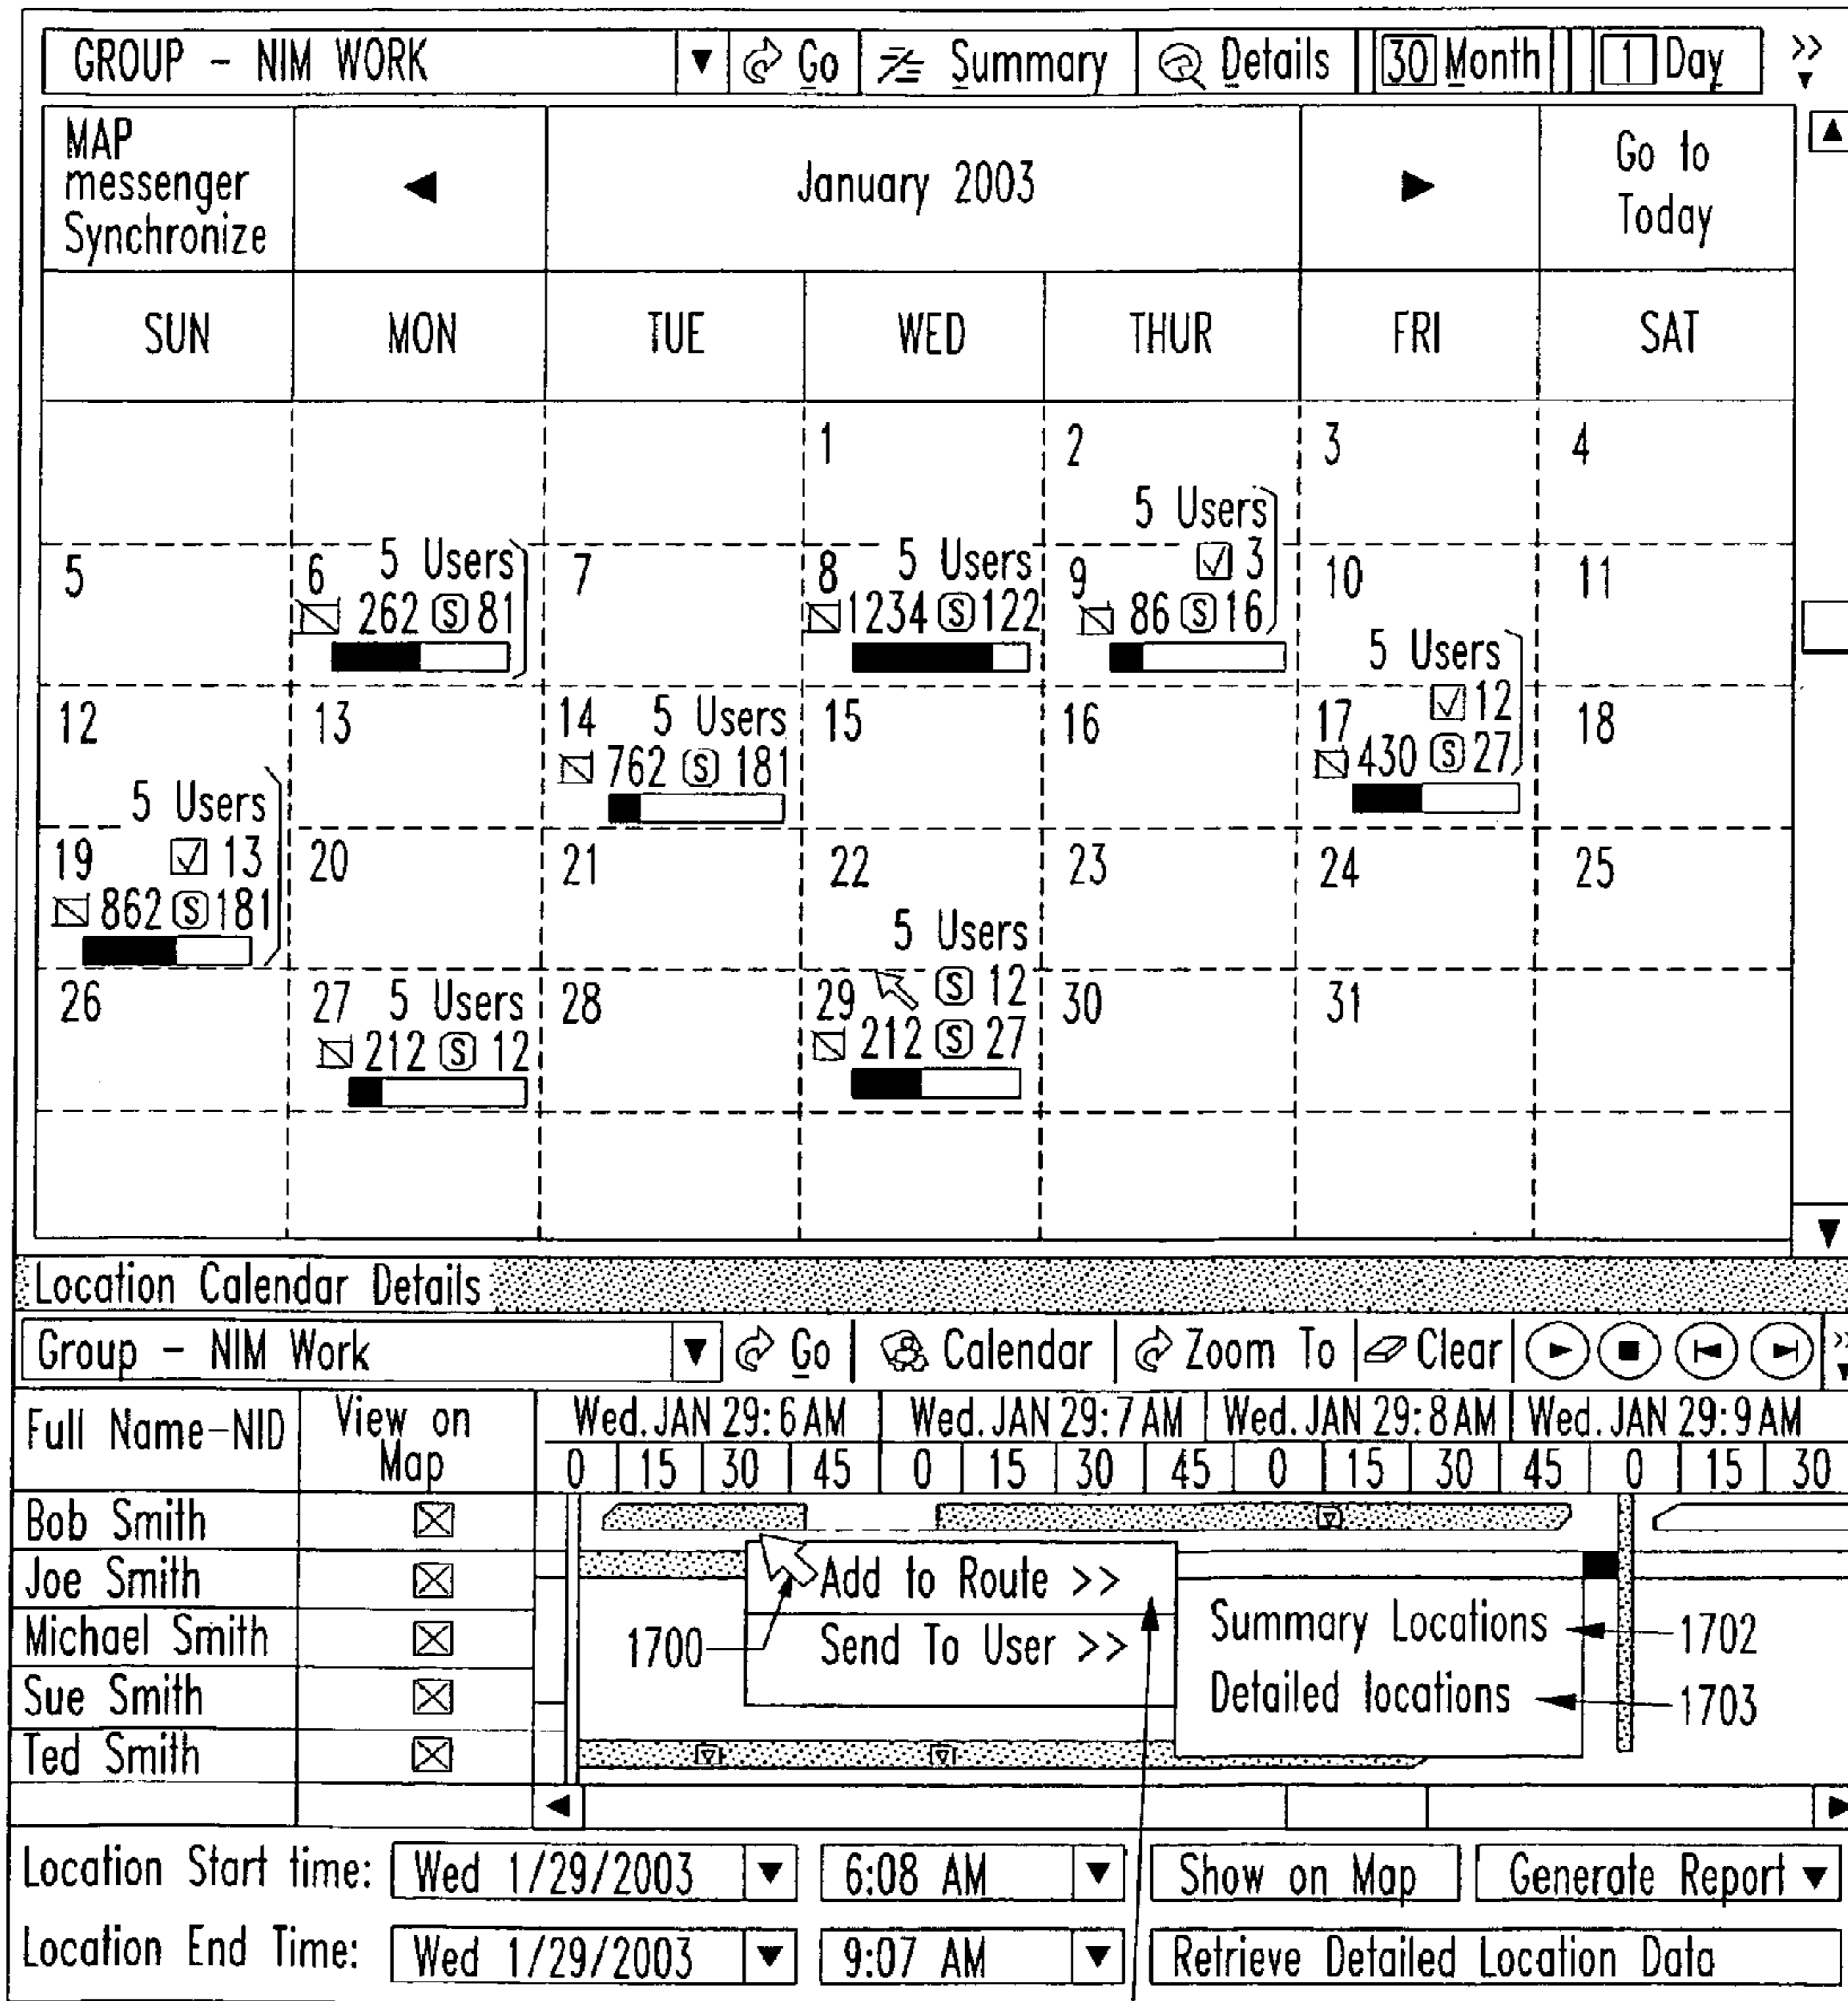 GROUP – NIM WORK Go Summary Details 30 Month 1 Day >>
MAP
messenger
Synchronize
January 2003
Go to
Today
SUN MON TUE WED THUR FRI SAT
1 2 3 4
5 Users
5 6 5 Users 7 8 5 Users 9 3 10 11
262 S 81 1234 S 122 86 S 16
5 Users
12
12 13 14 5 Users 15 16 17 18
762 S 181 430 S 27
5 Users
19 13 20 21 22 23 24 25
862 S 181
5 Users
26 27 5 Users 28 29 S 12 30 31
212 S 12 212 S 27
Location Calendar Details
Group – NIM Work Go Calendar Zoom To Clear >>
Full Name–NID View on
Map
Wed. JAN 29: 6 AM Wed. JAN 29: 7 AM Wed. JAN 29: 8 AM Wed. JAN 29: 9 AM
0 15 30 45 0 15 30 45 0 15 30 45 0 15 30
Bob Smith
Joe Smith
Michael Smith
Sue Smith
Ted Smith
Add to Route >>
Send To User >>
1700
Summary Locations 1702
Detailed locations 1703
Location Start time: Wed 1/29/2003 6:08 AM Show on Map Generate Report
Location End Time: Wed 1/29/2003 9:07 AM Retrieve Detailed Location Data